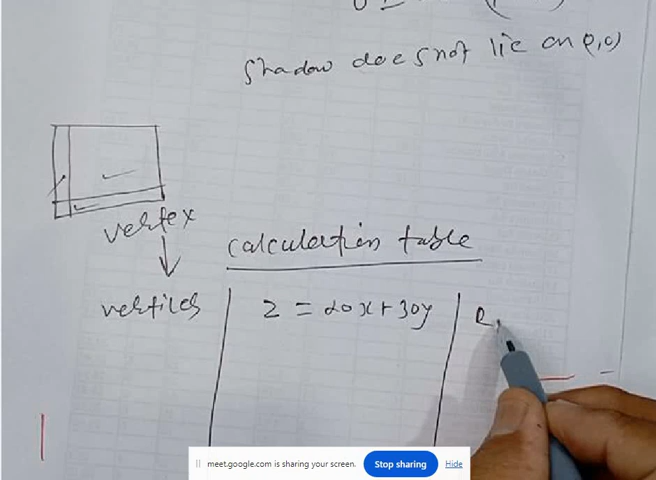 Shadow does not lie on (0,0)
vertex
calculation table
vertices
Z = 20x + 30y
R
meet.google.com is sharing your screen.
Stop sharing
Hide